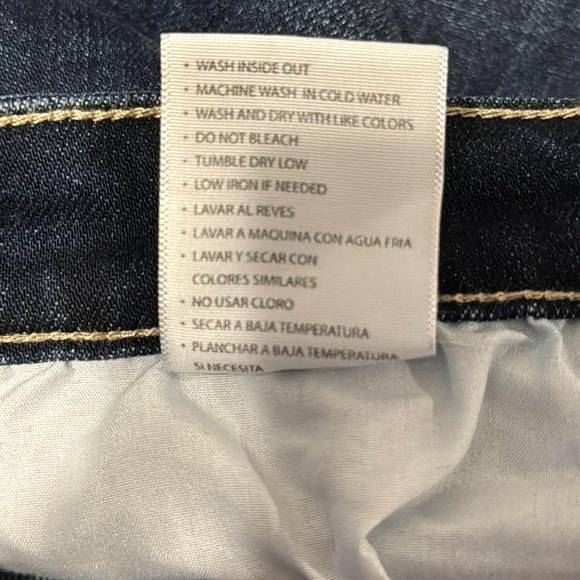 • WASH INSIDE OUT
• MACHINE WASH IN COLD WATER
• WASH AND DRY WITH LIKE COLORS
• DO NOT BLEACH
• TUMBLE DRY LOW
• LOW IRON IF NEEDED
• LAVAR AL REVES
• LAVAR A MAQUINA CON AGUA FRIA
• LAVAR Y SECAR CON
COLORES SIMILARES
• NO USAR CLORO
• SECAR A BAJA TEMPERATURA
• PLANCHAR A BAJA TEMPERATURA
SI NECESITA